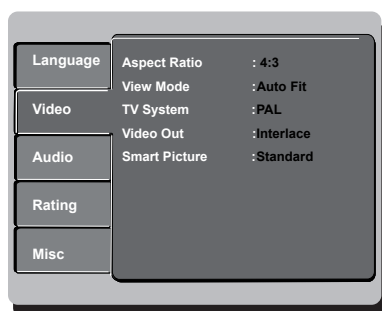 Language
Video
Audio
Rating
Misc
Aspect Ratio : 4:3
View Mode :Auto Fit
TV System :PAL
Video Out :Interlace
Smart Picture :Standard